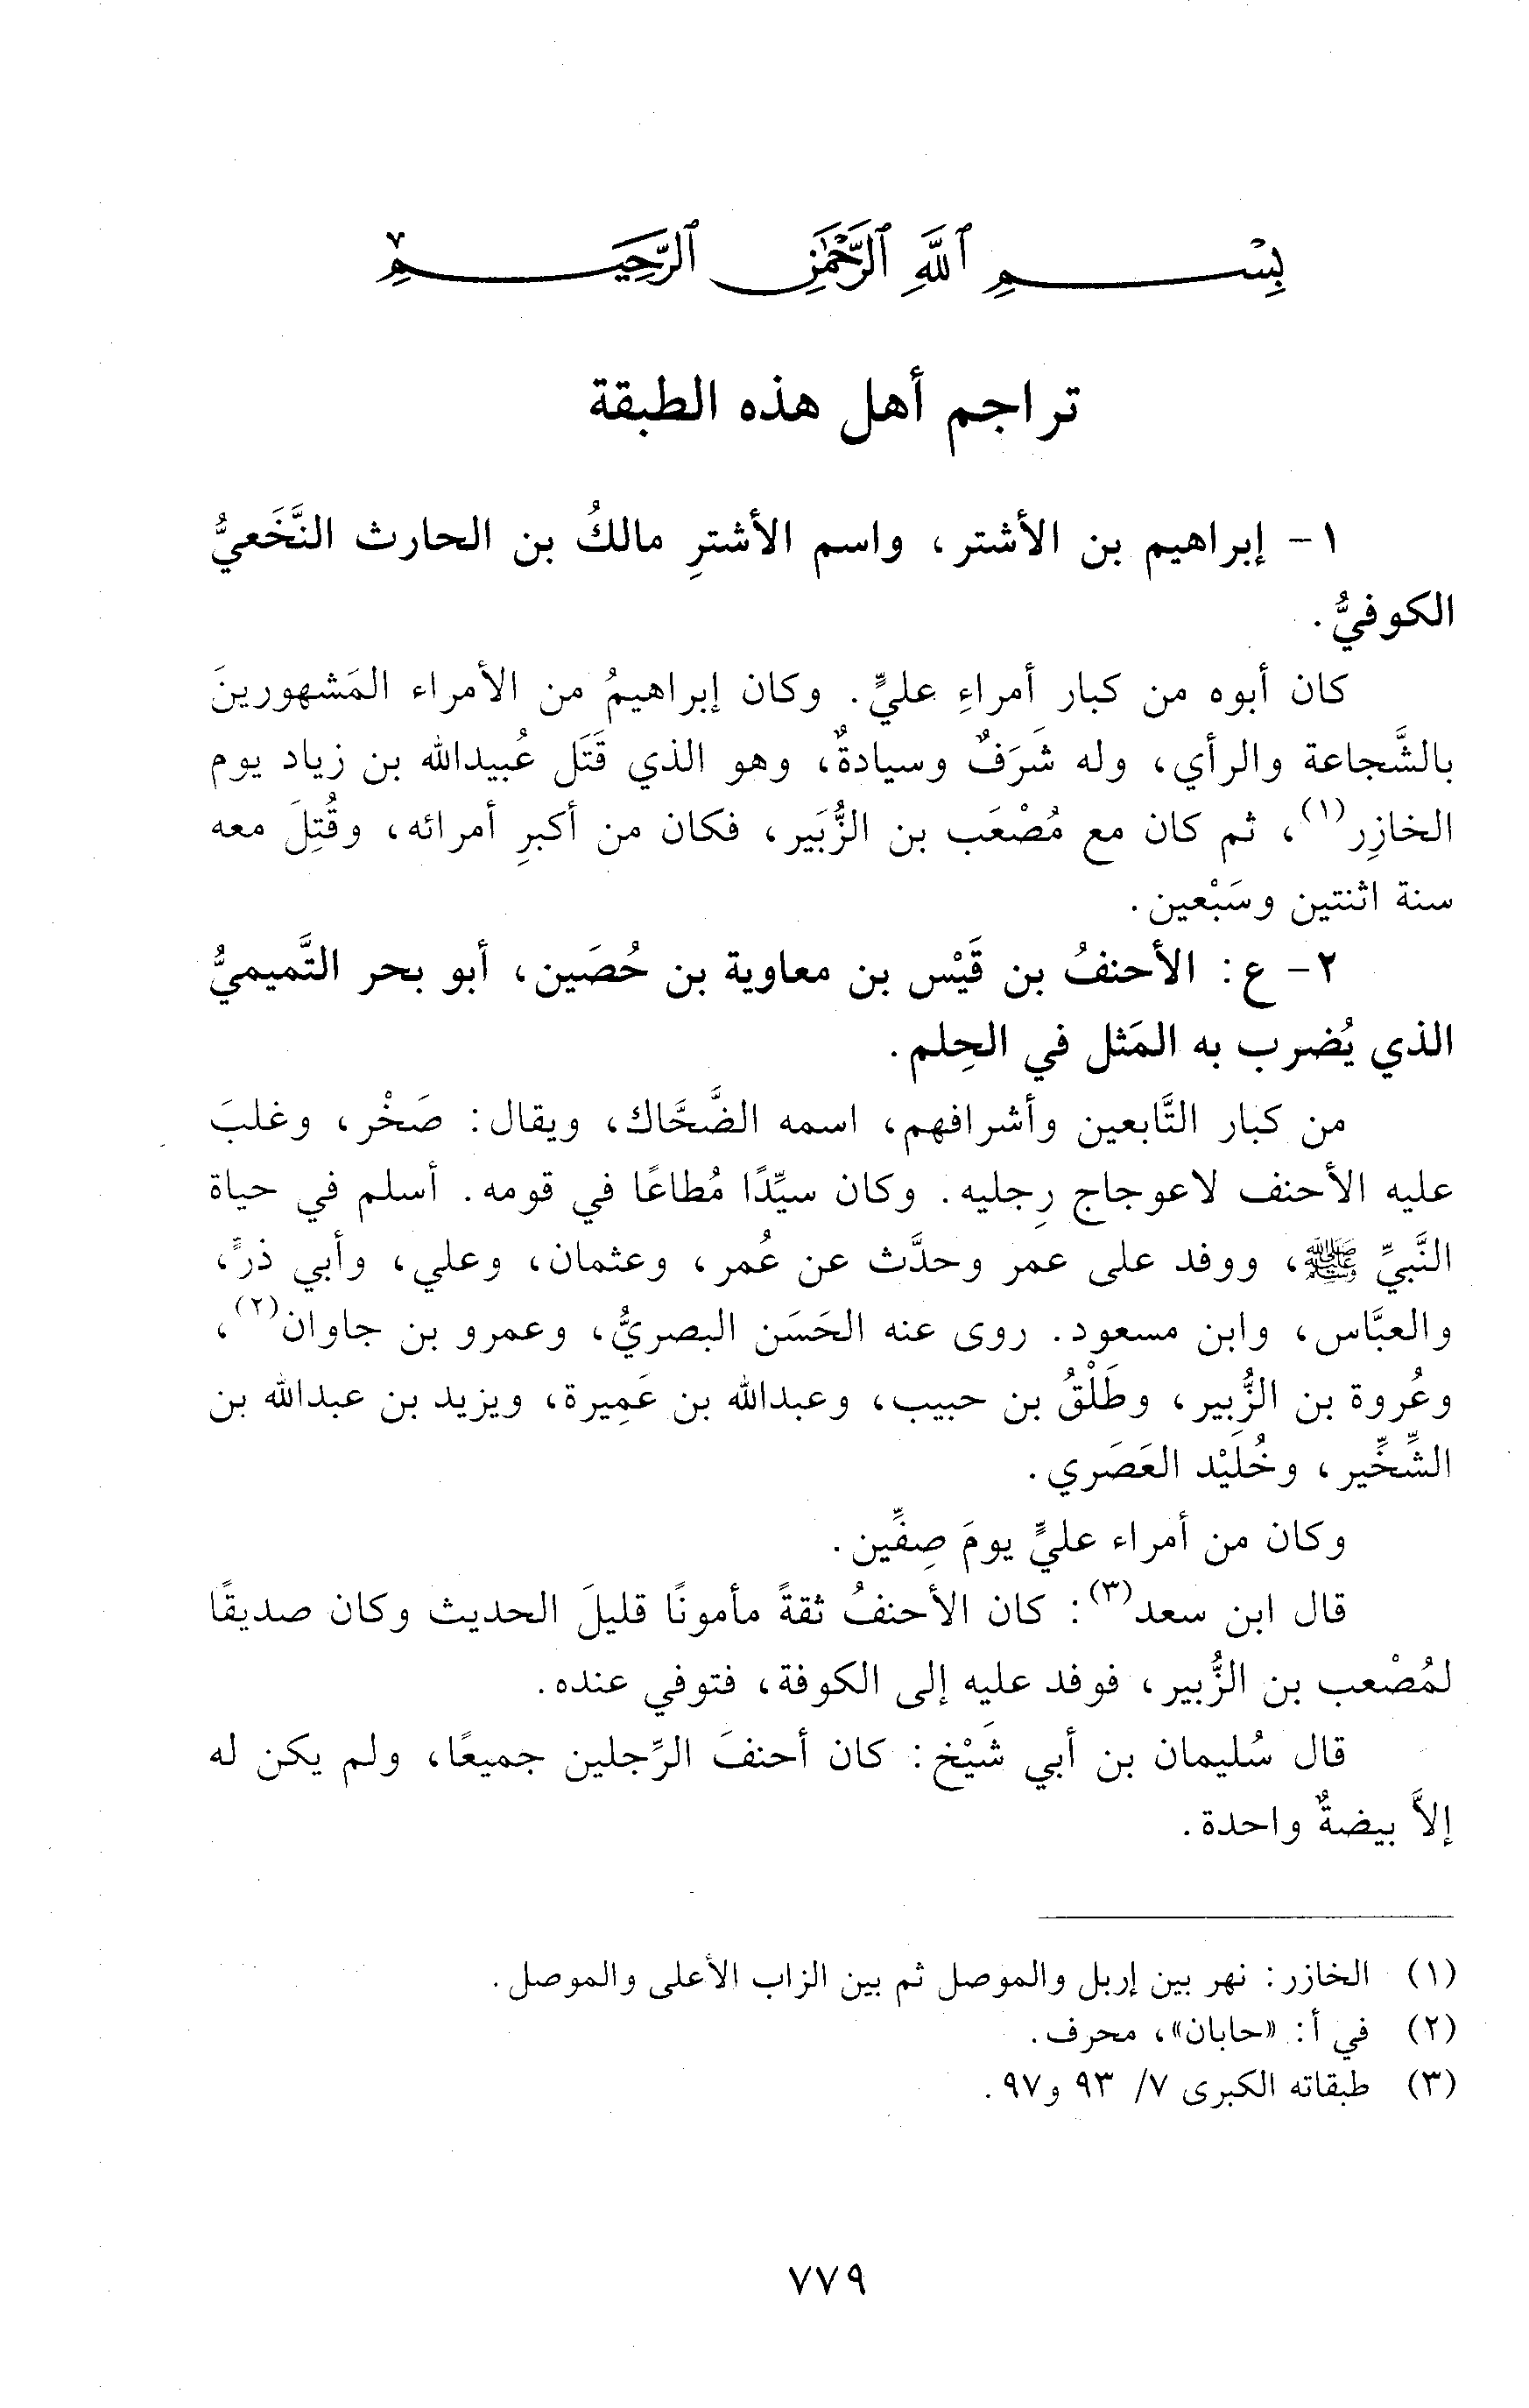 بِسْمِ ٱللَّهِ ٱلرَّحْمَٰنِ ٱلرَّحِيمِ
تراجم أهل هذه الطبقة
١- إبراهيم بن الأشتر، واسم الأشترِ مالكُ بن الحارث النَّخَعيُّ
الكوفيُّ.
كان أبوه من كبار أمراءِ عليٍّ. وكان إبراهيمُ من الأمراء المَشهورينَ
بالشَّجاعة والرأي، وله شَرَفٌ وسيادةٌ، وهو الذي قَتَل عُبيدالله بن زياد يوم
الخازِر(١)، ثم كان مع مُصْعَب بن الزُّبَير، فكان من أكبرِ أمرائه، وقُتِلَ معه
سنة اثنتين وسَبْعين.
٢- ع: الأحنفُ بن قَيْس بن معاوية بن حُصَين، أبو بحر التَّميميُّ
الذي يُضرب به المَثل في الحِلم.
من كبار التَّابعين وأشرافهم، اسمه الضَّحَّاك، ويقال: صَخْر، وغلبَ
عليه الأحنف لاعوجاج رِجليه. وكان سيِّدًا مُطاعًا في قومه. أسلم في حياة
النَّبيِّ ﷺ، ووفد على عمر وحدَّث عن عُمر، وعثمان، وعلي، وأبي ذرٍّ،
والعبَّاس، وابن مسعود. روى عنه الحَسَن البصريُّ، وعمرو بن جاوان(٢)،
وعُروة بن الزُّبير، وطَلْقُ بن حبيب، وعبدالله بن عَمِيرة، ويزيد بن عبدالله بن
الشِّخِّير، وخُلَيْد العَصَري.
وكان من أمراء عليٍّ يومَ صِفِّين.
قال ابن سعد(٣): كان الأحنفُ ثقةً مأمونًا قليلَ الحديث وكان صديقًا
لمُصْعب بن الزُّبير، فوفد عليه إلى الكوفة، فتوفي عنده.
قال سُليمان بن أبي شَيْخ: كان أحنفَ الرِّجلين جميعًا، ولم يكن له
إلاَّ بيضةٌ واحدة.
(١) الخازر: نهر بين إربل والموصل ثم بين الزاب الأعلى والموصل.
(٢) في أ: «حابان»، محرف.
(٣) طبقاته الكبرى ٧/ ٩٣ و٩٧.
٧٧٩